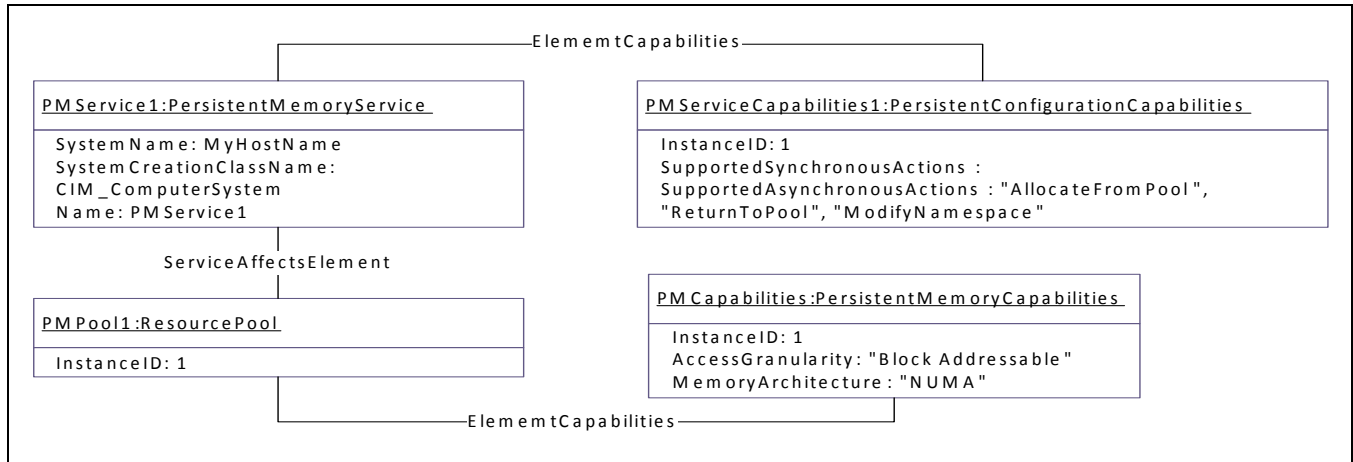 ElememtCapabilities
PMService1:PersistentMemoryService
SystemName: MyHostName
SystemCreationClassName:
CIM_ComputerSystem
Name: PMService1
PMServiceCapabilities1:PersistentConfigurationCapabilities
InstanceID: 1
SupportedSynchronousActions :
SupportedAsynchronousActions : "AllocateFromPool",
"ReturnToPool", "ModifyNamespace"
ServiceAffectsElement
PMPool1:ResourcePool
InstanceID: 1
PMCapabilities:PersistentMemoryCapabilities
InstanceID: 1
AccessGranularity: "Block Addressable"
MemoryArchitecture: "NUMA"
ElememtCapabilities